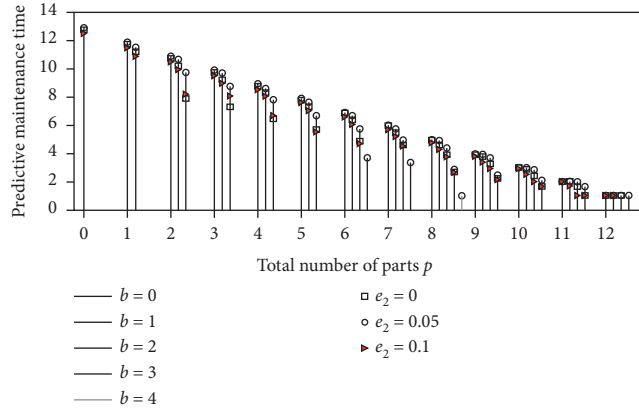 14
12
10
8
6
4
2
0
Predictive maintenance time
0 1 2 3 4 5 6 7 8 9 10 11 12
Total number of parts p
b = 0
b = 1
b = 2
b = 3
b = 4
e₂ = 0
e₂ = 0.05
e₂ = 0.1